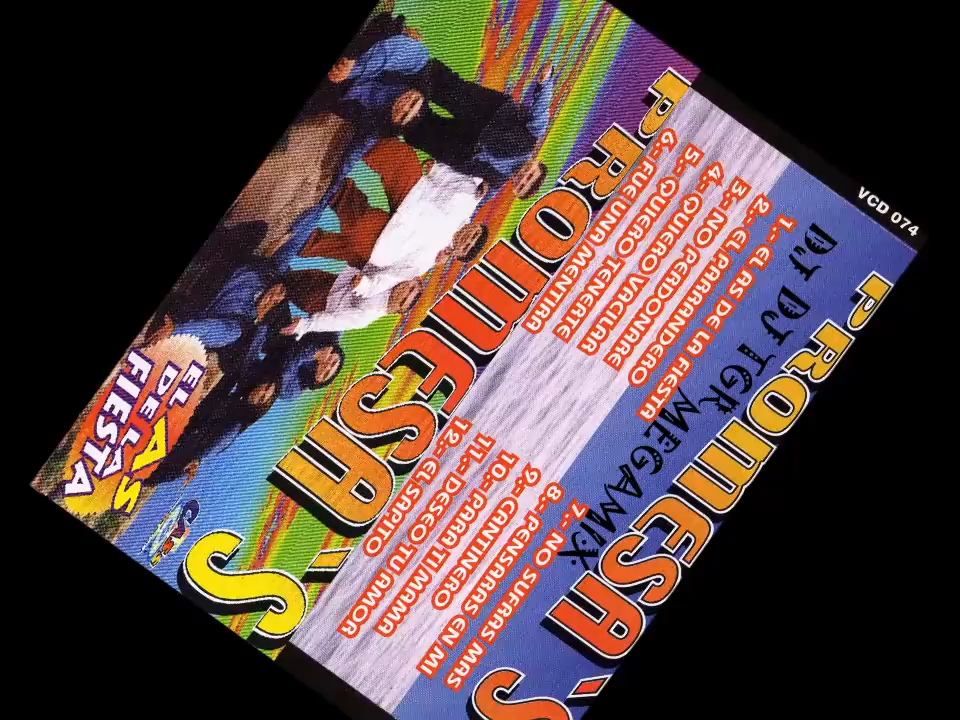 PROMESA'S
EL AS
DE LA
FIESTA
VCD 074
PROMESA'S
DJ DJ TGR MEGAMIX
1.- EL AS DE LA FIESTA
2.- EL PARRANDERO
3.- NO PERDONARE
4.- QUIERO VACILAR
5.- QUIERO TENERTE
6.- FUE UNA MENTIRA
7.- NO SUFRAS MAS
8.- PENSARAS EN MI
9.- CANTINERO
10.- PARA TI MAMA
11.- DESEO TU AMOR
12.- EL SAPITO